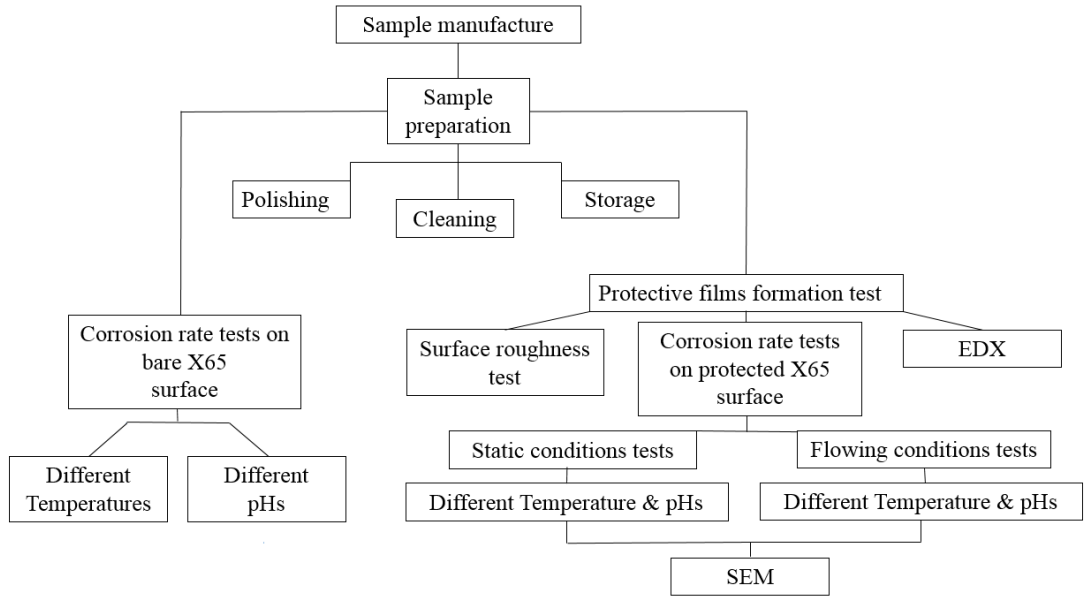 Sample manufacture
Sample
preparation
Polishing
Cleaning
Storage
Protective films formation test
Corrosion rate tests on
bare X65
surface
Surface roughness
test
Corrosion rate tests
on protected X65
surface
EDX
Static conditions tests
Flowing conditions tests
Different
Temperatures
Different
pHs
Different Temperature & pHs
Different Temperature & pHs
SEM